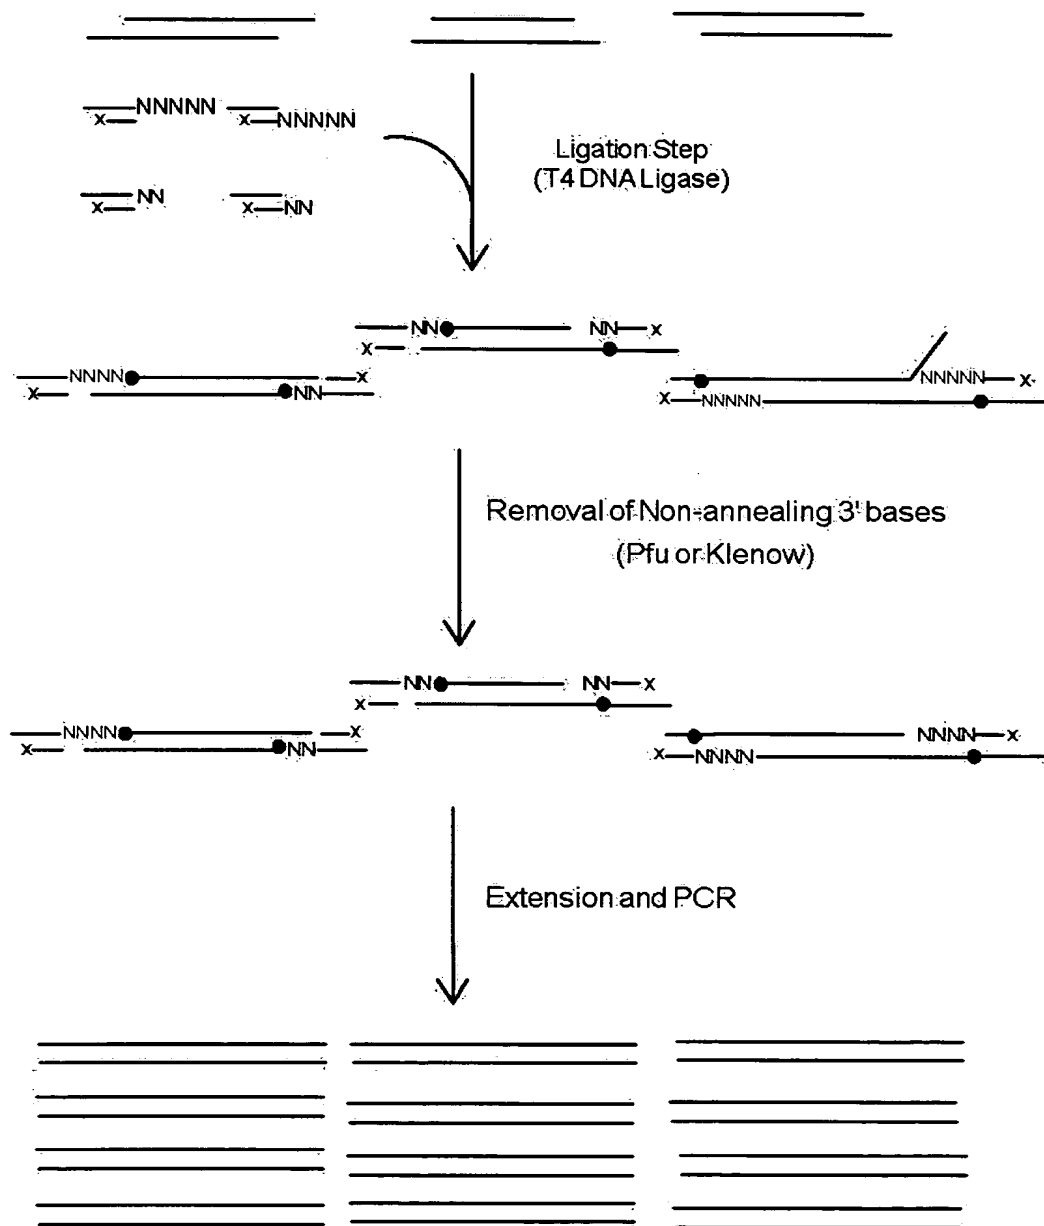 NNNNN
x NNNNN
x
Ligation Step
(T4 DNA Ligase)
NN
x NN
x
NN NN x
x
NNNN x NNNNN x
x NN x NNNNN
Removal of Non-annealing 3' bases
(Pfu or Klenow)
NN NN x
x
NNNN x NNNN x
x NN x NNNN
Extension and PCR